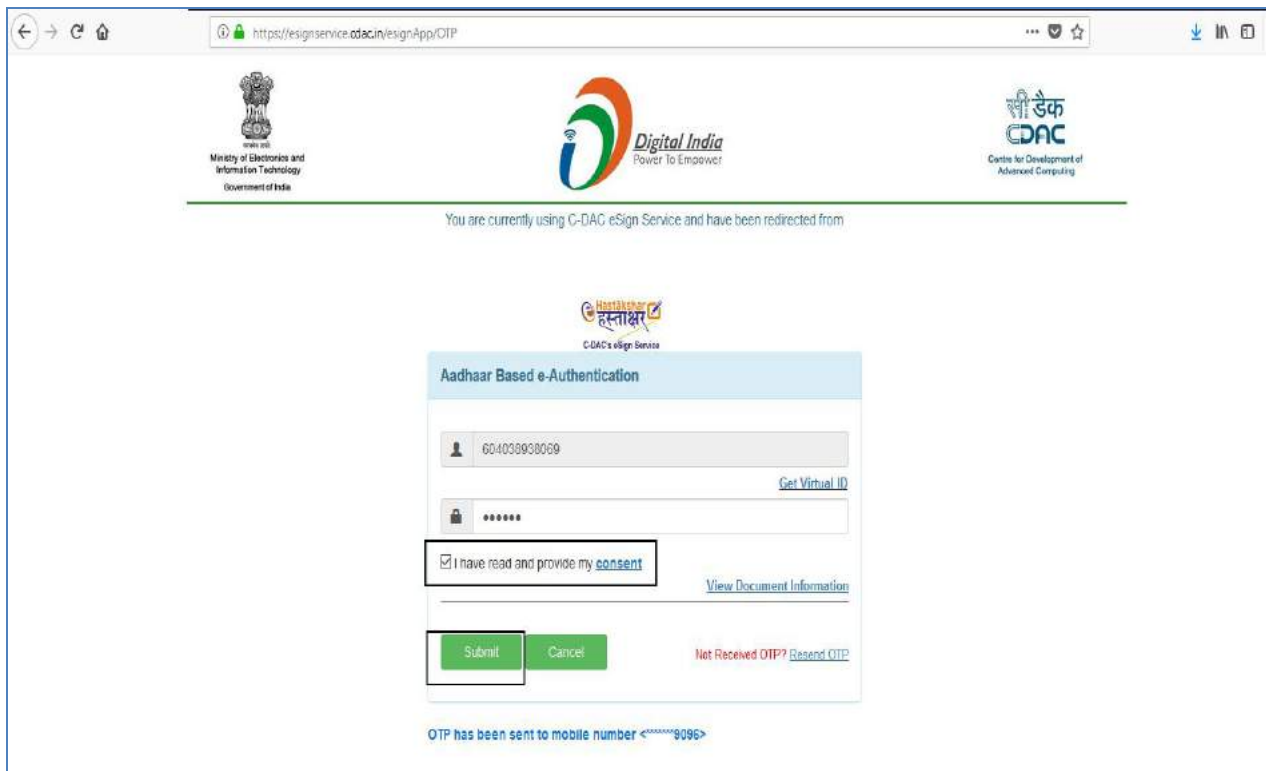 https://esignservice.cdac.in/esignApp/OTP
सत्यमेव जयते
Ministry of Electronics and
Information Technology
Government of India
Digital India
Power To Empower
सी डैक
CDAC
Centre for Development of
Advanced Computing
You are currently using C-DAC eSign Service and have been redirected from
e Hastakshar
हस्ताक्षर
C-DAC's eSign Service
Aadhaar Based e-Authentication
604038938069
Get Virtual ID
••••••
I have read and provide my consent
View Document Information
Submit Cancel Not Received OTP? Resend OTP
OTP has been sent to mobile number <*******9096>